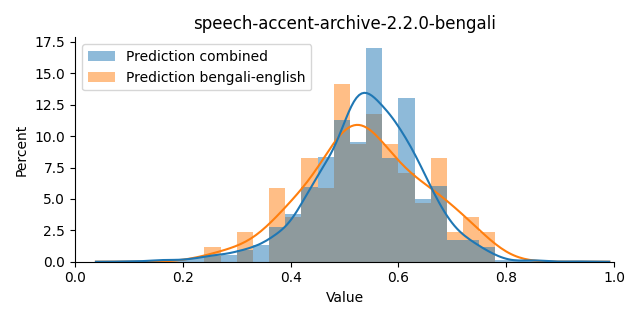 speech-accent-archive-2.2.0-bengali
17.5
15.0
12.5
10.0
7.5
5.0
2.5
0.0
Percent
Prediction combined
Prediction bengali-english
0.0 0.2 0.4 0.6 0.8 1.0
Value